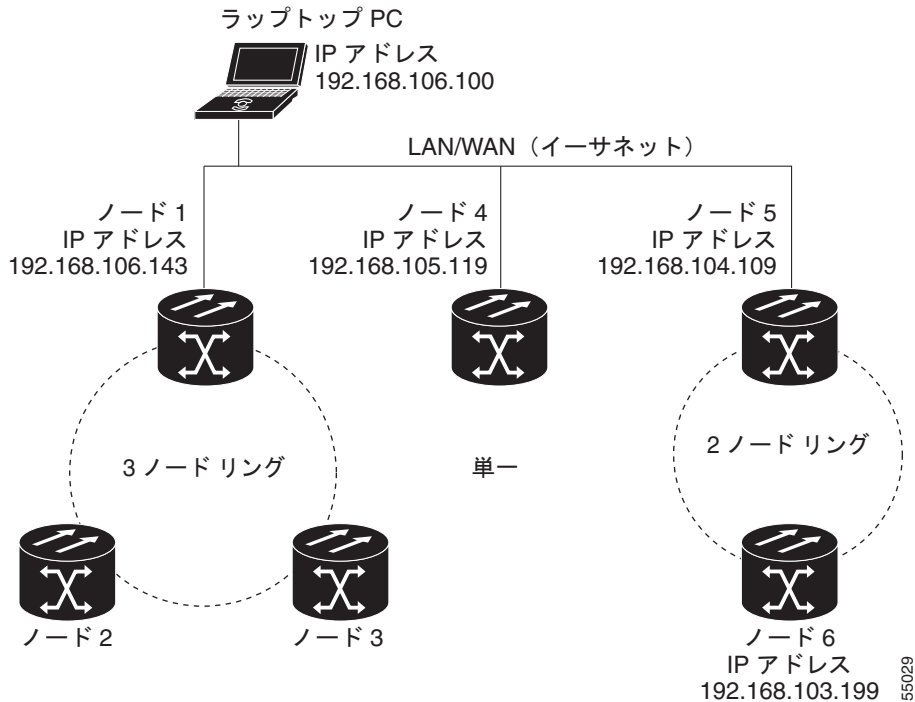 ラップトップ PC
IP アドレス
192.168.106.100
LAN/WAN（イーサネット）
ノード 1
IP アドレス
192.168.106.143
ノード 4
IP アドレス
192.168.105.119
ノード 5
IP アドレス
192.168.104.109
3 ノード リング
単一
2 ノード リング
ノード 2
ノード 3
ノード 6
IP アドレス
192.168.103.199
55029